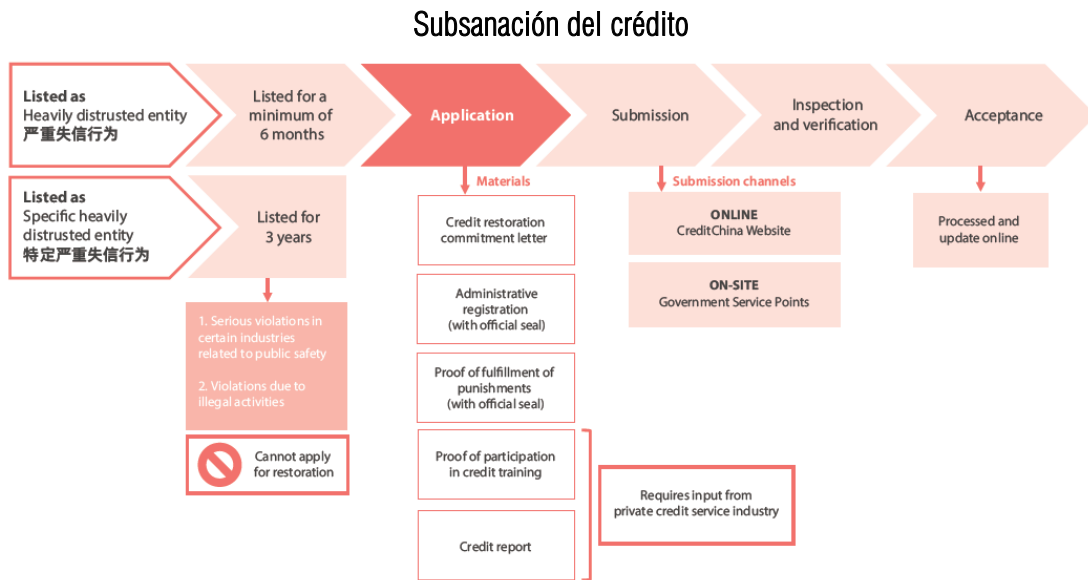 Subsanación del crédito
Listed as
Heavily distrusted entity
严重失信行为
Listed for a
minimum of
6 months
Application
Submission
Inspection
and verification
Acceptance
Listed as
Specific heavily
distrusted entity
特定严重失信行为
Listed for
3 years
1. Serious violations in
certain industries
related to public safety
2. Violations due to
illegal activities
Cannot apply
for restoration
Materials
Credit restoration
commitment letter
Administrative
registration
(with official seal)
Proof of fulfillment of
punishments
(with official seal)
Proof of participation
in credit training
Credit report
Requires input from
private credit service industry
Submission channels
ONLINE
CreditChina Website
ON-SITE
Government Service Points
Processed and
update online